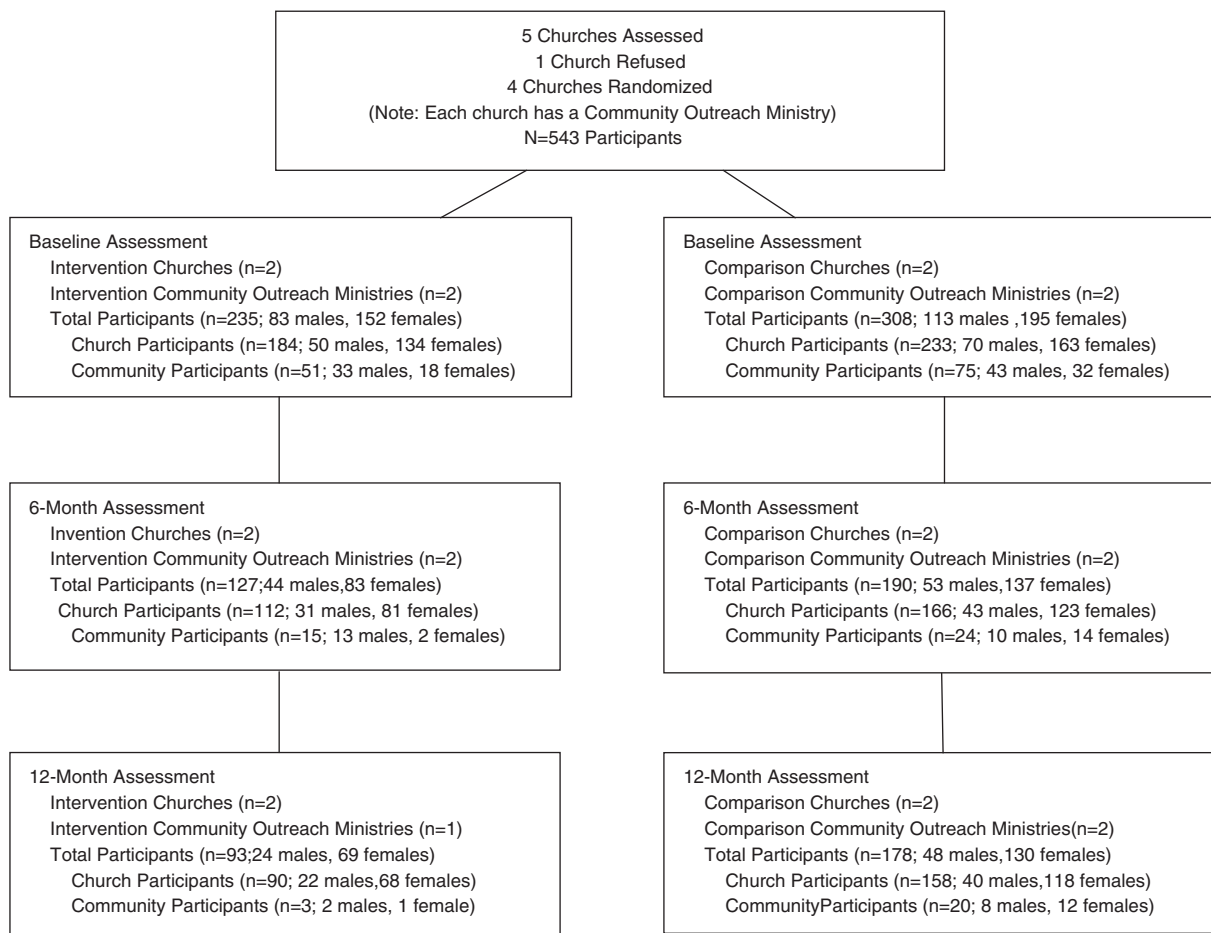 5 Churches Assessed
1 Church Refused
4 Churches Randomized
(Note: Each church has a Community Outreach Ministry)
N=543 Participants
Baseline Assessment
Intervention Churches (n=2)
Intervention Community Outreach Ministries (n=2)
Total Participants (n=235; 83 males, 152 females)
Church Participants (n=184; 50 males, 134 females)
Community Participants (n=51; 33 males, 18 females)
Baseline Assessment
Comparison Churches (n=2)
Comparison Community Outreach Ministries (n=2)
Total Participants (n=308; 113 males ,195 females)
Church Participants (n=233; 70 males, 163 females)
Community Participants (n=75; 43 males, 32 females)
6-Month Assessment
Invention Churches (n=2)
Intervention Community Outreach Ministries (n=2)
Total Participants (n=127;44 males,83 females)
Church Participants (n=112; 31 males, 81 females)
Community Participants (n=15; 13 males, 2 females)
6-Month Assessment
Comparison Churches (n=2)
Comparison Community Outreach Ministries (n=2)
Total Participants (n=190; 53 males,137 females)
Church Participants (n=166; 43 males, 123 females)
Community Participants (n=24; 10 males, 14 females)
12-Month Assessment
Intervention Churches (n=2)
Intervention Community Outreach Ministries (n=1)
Total Participants (n=93;24 males, 69 females)
Church Participants (n=90; 22 males,68 females)
Community Participants (n=3; 2 males, 1 female)
12-Month Assessment
Comparison Churches (n=2)
Comparison Community Outreach Ministries(n=2)
Total Participants (n=178; 48 males,130 females)
Church Participants (n=158; 40 males,118 females)
CommunityParticipants (n=20; 8 males, 12 females)